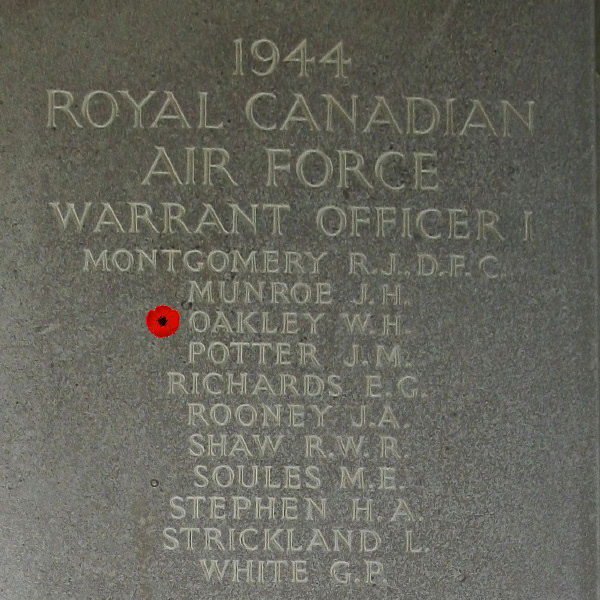 1944
ROYAL CANADIAN
AIR FORCE
WARRANT OFFICER I
MONTGOMERY R.J., D.F.C.
MUNROE J.H.
OAKLEY W.H.
POTTER J.M.
RICHARDS E.G.
ROONEY J.A.
SHAW R.W.R.
SOULES M.E.
STEPHEN H.A.
STRICKLAND L.
WHITE G.P.